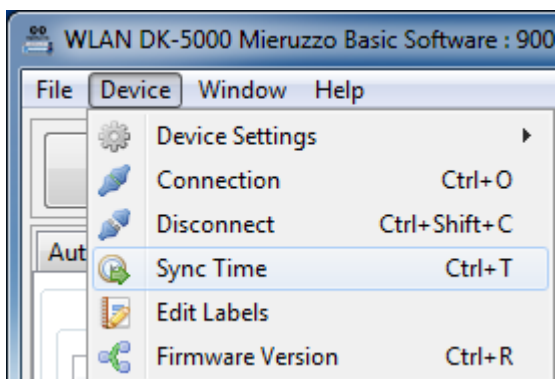 WLAN DK-5000 Mieruzzo Basic Software : 900
File Device Window Help
Device Settings
Connection Ctrl+O
Disconnect Ctrl+Shift+C
Aut
Sync Time Ctrl+T
Edit Labels
Firmware Version Ctrl+R